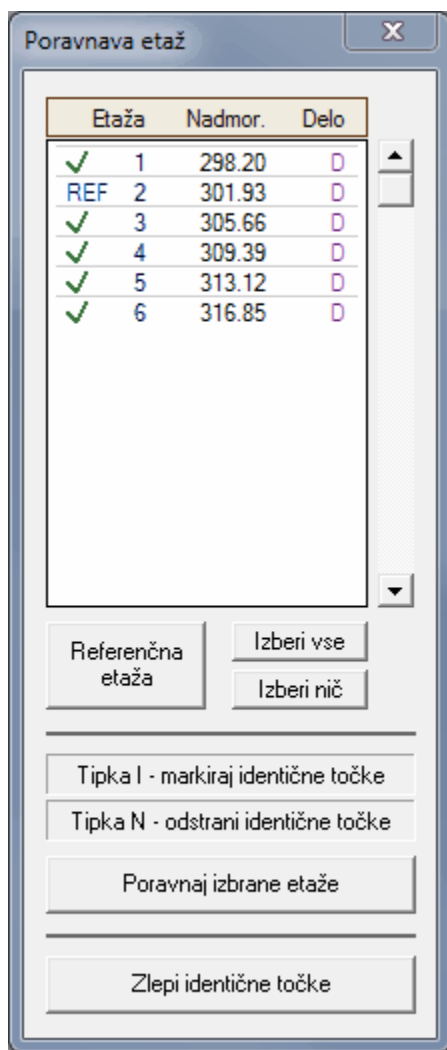 Poravnava etaž
Etaža Nadmor. Delo
1 298.20 D
REF 2 301.93 D
3 305.66 D
4 309.39 D
5 313.12 D
6 316.85 D
Referenčna
etaža
Izberi vse
Izberi nič
Tipka I - markiraj identične točke
Tipka N - odstrani identične točke
Poravnaj izbrane etaže
Zlepi identične točke